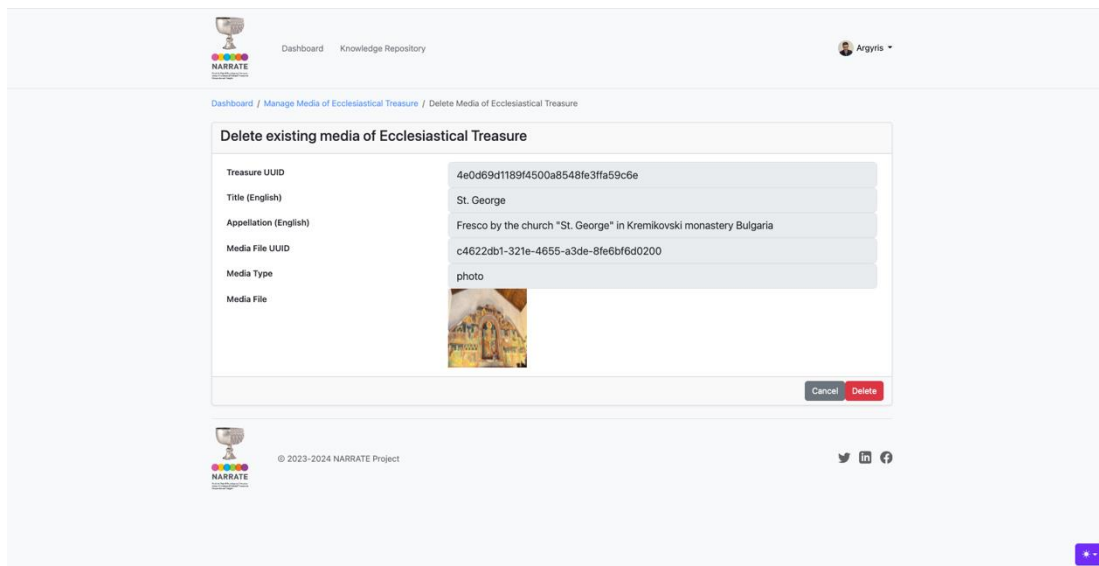 NARRATE
Dashboard Knowledge Repository
Argyris
Dashboard / Manage Media of Ecclesiastical Treasure / Delete Media of Ecclesiastical Treasure
Delete existing media of Ecclesiastical Treasure
Treasure UUID 4e0d69d1189f4500a8548fe3ffa59c6e
Title (English) St. George
Appellation (English) Fresco by the church "St. George" in Kremikovski monastery Bulgaria
Media File UUID c4622db1-321e-4655-a3de-8fe6bf6d0200
Media Type photo
Media File
Cancel Delete
NARRATE
© 2023-2024 NARRATE Project